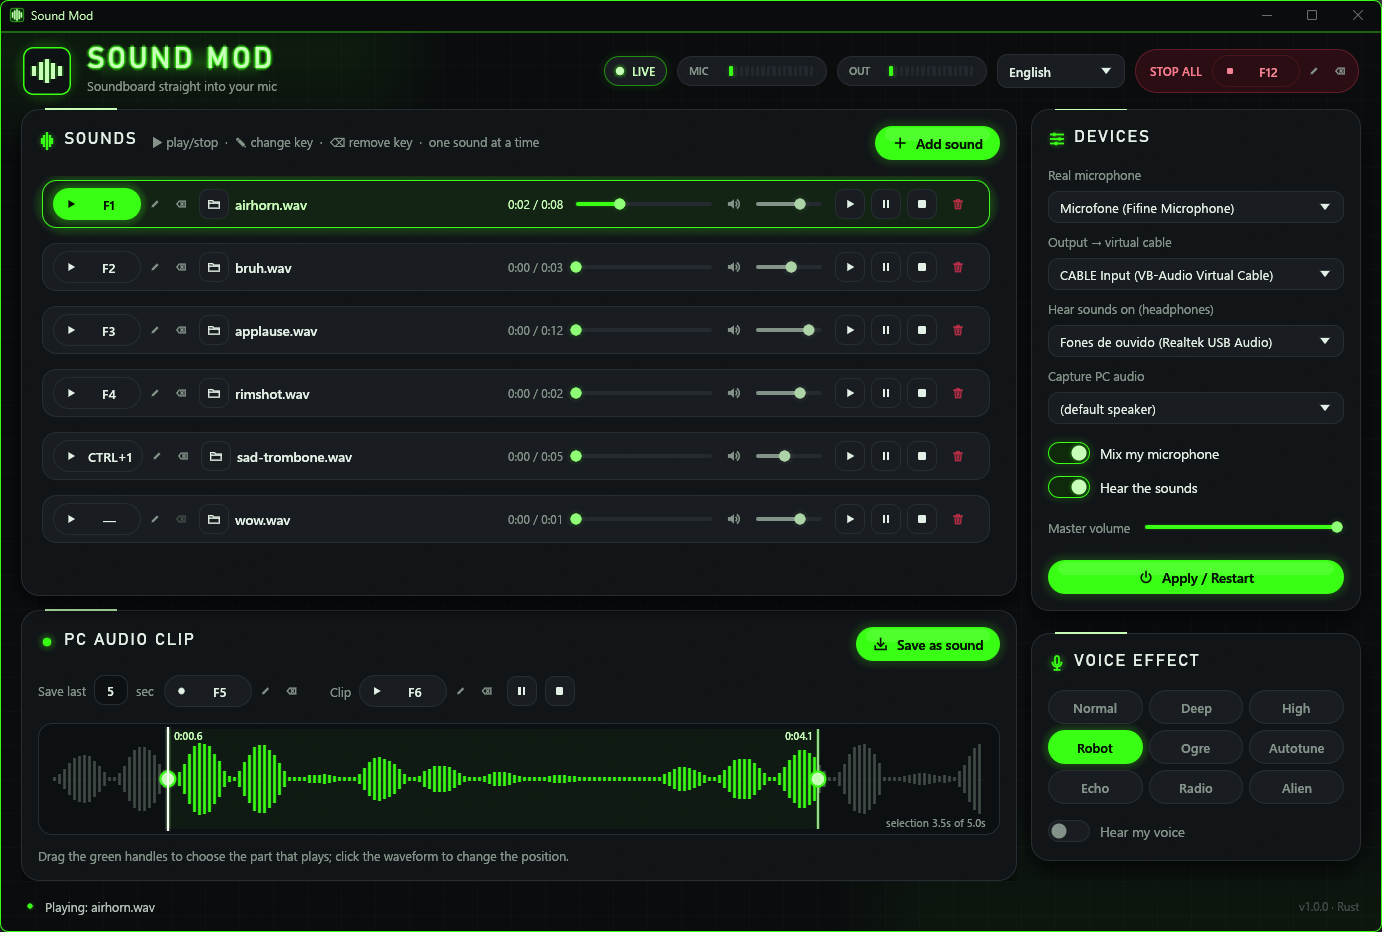 Sound Mod
SOUND MOD
Soundboard straight into your mic
LIVE
MIC
OUT
English
STOP ALL
F12
SOUNDS
play/stop · change key · remove key · one sound at a time
Add sound
F1 airhorn.wav 0:02 / 0:08
F2 bruh.wav 0:00 / 0:03
F3 applause.wav 0:00 / 0:12
F4 rimshot.wav 0:00 / 0:02
CTRL+1 sad-trombone.wav 0:00 / 0:05
— wow.wav 0:00 / 0:01
PC AUDIO CLIP
Save as sound
Save last 5 sec F5 Clip F6
0:00.6 0:04.1
selection 3.5s of 5.0s
Drag the green handles to choose the part that plays; click the waveform to change the position.
DEVICES
Real microphone
Microfone (Fifine Microphone)
Output → virtual cable
CABLE Input (VB-Audio Virtual Cable)
Hear sounds on (headphones)
Fones de ouvido (Realtek USB Audio)
Capture PC audio
(default speaker)
Mix my microphone
Hear the sounds
Master volume
Apply / Restart
VOICE EFFECT
Normal Deep High
Robot Ogre Autotune
Echo Radio Alien
Hear my voice
Playing: airhorn.wav
v1.0.0 · Rust